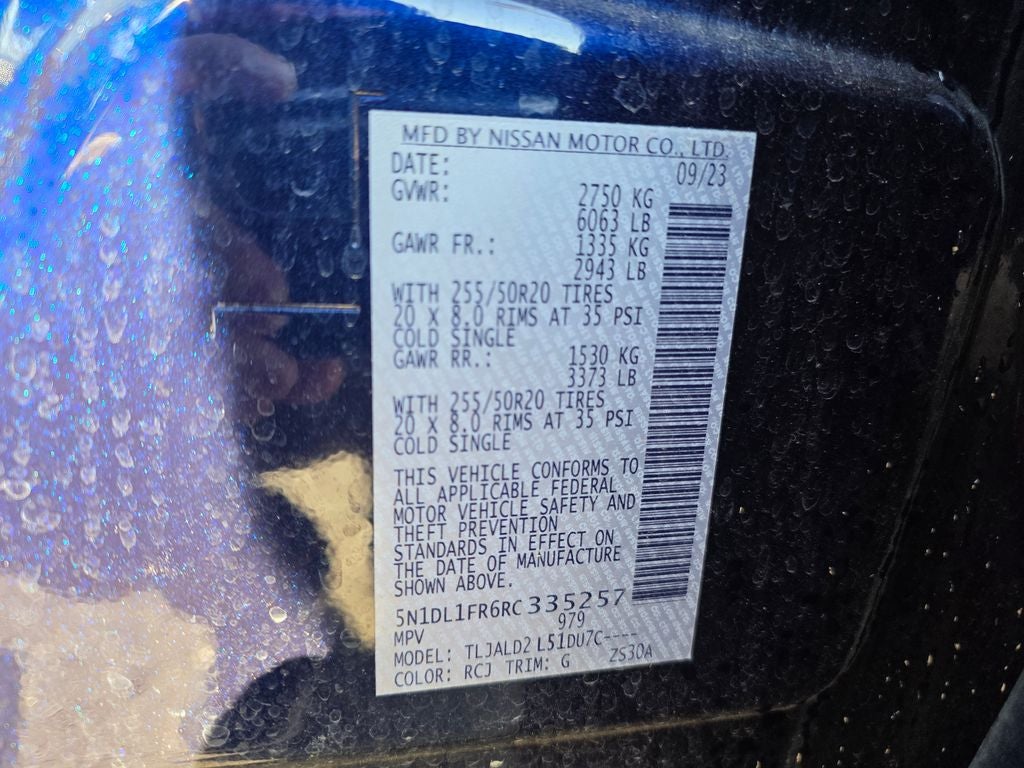 MFD BY NISSAN MOTOR CO., LTD.
DATE: 09/23
GVWR: 2750 KG
6063 LB
GAWR FR.: 1335 KG
2943 LB
WITH 255/50R20 TIRES
20 X 8.0 RIMS AT 35 PSI
COLD SINGLE
GAWR RR.: 1530 KG
3373 LB
WITH 255/50R20 TIRES
20 X 8.0 RIMS AT 35 PSI
COLD SINGLE
THIS VEHICLE CONFORMS TO
ALL APPLICABLE FEDERAL
MOTOR VEHICLE SAFETY AND
THEFT PREVENTION
STANDARDS IN EFFECT ON
THE DATE OF MANUFACTURE
SHOWN ABOVE.
5N1DL1FR6RC335257
MPV 979
MODEL: TLJALD2 L51DU7C----
COLOR: RCJ TRIM: G ZS30A